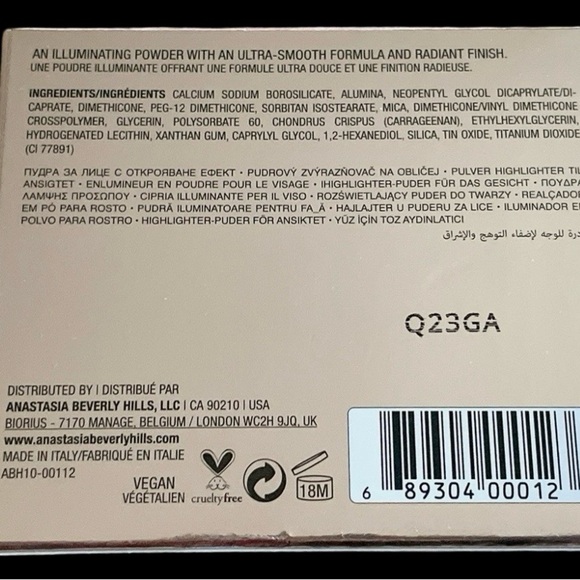 AN ILLUMINATING POWDER WITH AN ULTRA-SMOOTH FORMULA AND RADIANT FINISH.
UNE POUDRE ILLUMINANTE OFFRANT UNE FORMULE ULTRA DOUCE ET UNE FINITION RADIEUSE.
INGREDIENTS/INGRÉDIENTS CALCIUM SODIUM BOROSILICATE, ALUMINA, NEOPENTYL GLYCOL DICAPRYLATE/DI-
CAPRATE, DIMETHICONE, PEG-12 DIMETHICONE, SORBITAN ISOSTEARATE, MICA, DIMETHICONE/VINYL DIMETHICONE
CROSSPOLYMER, GLYCERIN, POLYSORBATE 60, CHONDRUS CRISPUS (CARRAGEENAN), ETHYLHEXYLGLYCERIN,
HYDROGENATED LECITHIN, XANTHAN GUM, CAPRYLYL GLYCOL, 1,2-HEXANEDIOL, SILICA, TIN OXIDE, TITANIUM DIOXIDE
(CI 77891)
ПУДРА ЗА ЛИЦЕ С ОТКРОЯВАНЕ ЕФЕКТ • PUDROVÝ ZVÝRAZŇOVAČ NA OBLIČEJ • PULVER HIGHLIGHTER TIL
ANSIGTET • ENLUMINEUR EN POUDRE POUR LE VISAGE • IHIGHLIGHTER-PUDER FÜR DAS GESICHT • ΠΟΥΔΡΑ
ΛΑΜΨΗΣ ΠΡΟΣΩΠΟΥ • CIPRIA ILLUMINANTE PER IL VISO • ROZŚWIETLAJĄCY PUDER DO TWARZY • REALÇADOR
EM PÓ PARA ROSTO • PUDRĂ ILUMINATOARE PENTRU FA_Ă • HAJLAJTER U PUDERU ZA LICE • ILUMINADOR EN
POLVO PARA ROSTRO • HIGHLIGHTER-PUDER FÖR ANSIKTET • YÜZ İÇİN TOZ AYDINLATICI
للوجه لإضفاء التوهج والإشراق
Q23GA
DISTRIBUTED BY | DISTRIBUÉ PAR
ANASTASIA BEVERLY HILLS, LLC | CA 90210 | USA
BIORIUS - 7170 MANAGE, BELGIUM / LONDON WC2H 9JQ, UK
www.anastasiabeverlyhills.com
MADE IN ITALY/FABRIQUÉ EN ITALIE
ABH10-00112
VEGAN
VÉGÉTALIEN
crueltyfree
18M
6 89304 00012